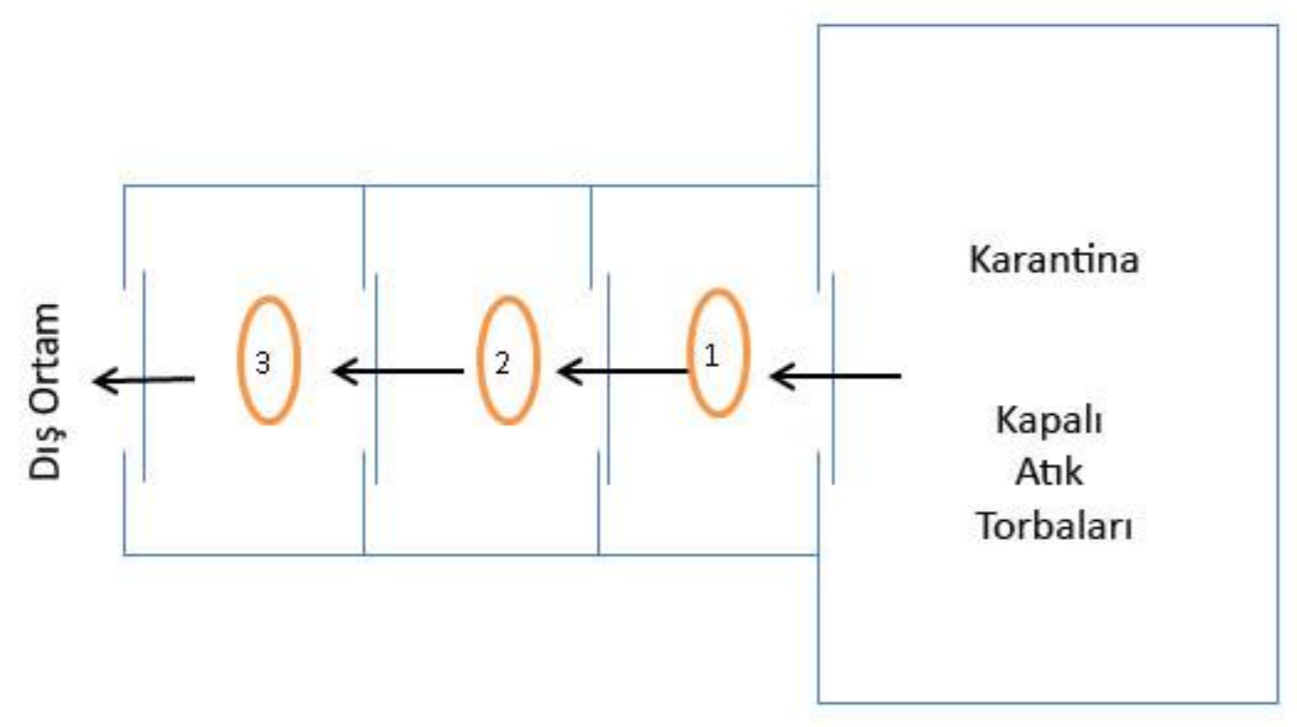 Dış Ortam
3
2
1
Karantina
Kapalı
Atık
Torbaları